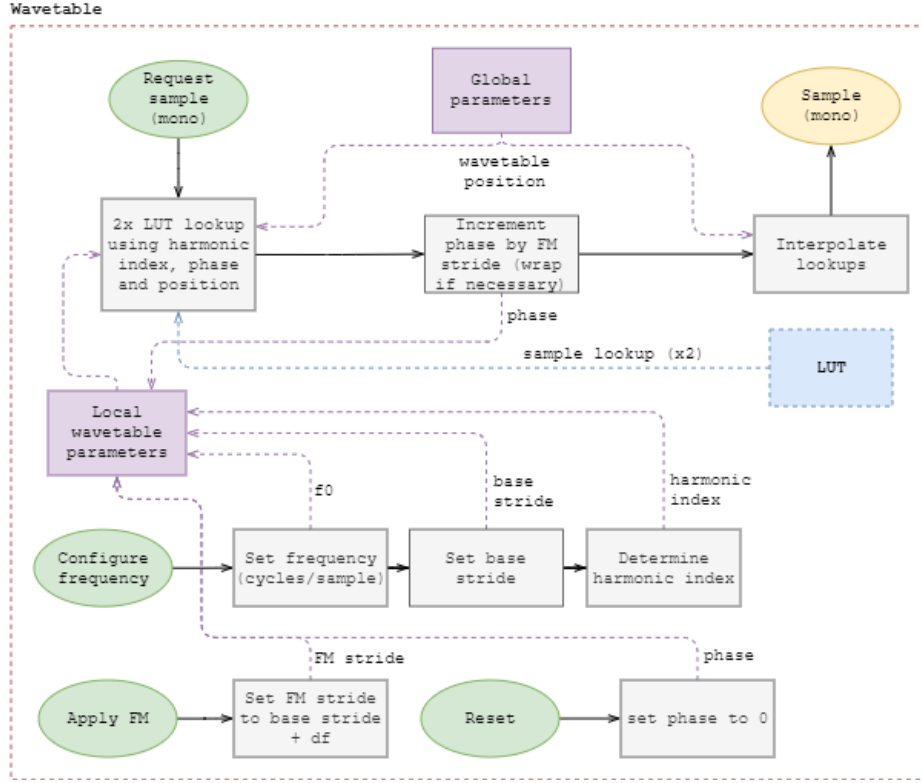 Wavetable
Request
sample
(mono)
Global
parameters
Sample
(mono)
wavetable
position
2x LUT lookup
using harmonic
index, phase
and position
Increment
phase by FM
stride (wrap
if necessary)
Interpolate
lookups
phase
sample lookup (x2)
LUT
Local
wavetable
parameters
f0
base
stride
harmonic
index
Configure
frequency
Set frequency
(cycles/sample)
Set base
stride
Determine
harmonic index
FM stride
phase
Apply FM
Set FM stride
to base stride
+ df
Reset
set phase to 0